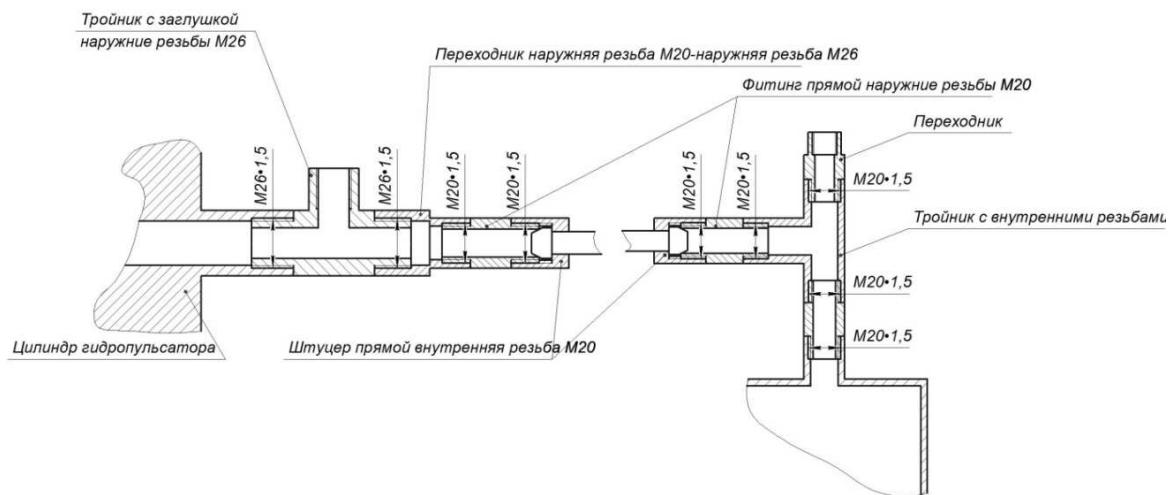 Тройник с заглушкой
наружние резьбы М26
Переходник наружняя резьба М20-наружняя резьба М26
Фитинг прямой наружние резьбы М20
Переходник
М26•1,5
М26•1,5
М20•1,5
М20•1,5
М20•1,5
М20•1,5
М20•1,5
Тройник с внутренними резьбами
М20•1,5
М20•1,5
Цилиндр гидропульсатора
Штуцер прямой внутренняя резьба М20